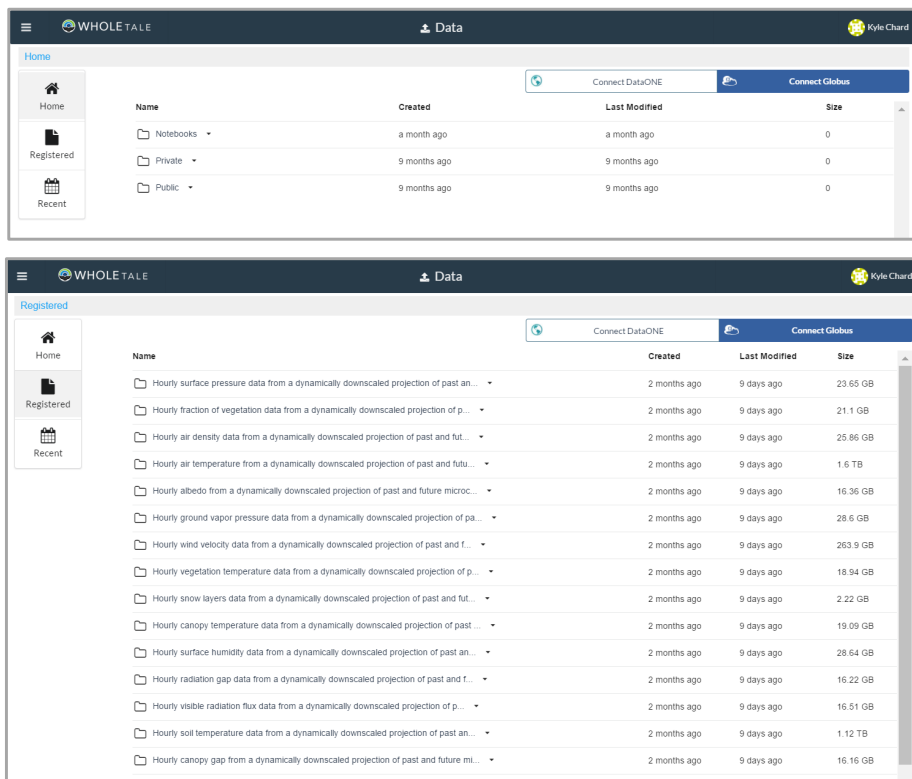 WHOLETALE
Data
Kyle Chard
Home
Connect DataONE
Connect Globus
Home
Registered
Recent
Name Created Last Modified Size
Notebooks a month ago a month ago 0
Private 9 months ago 9 months ago 0
Public 9 months ago 9 months ago 0
WHOLETALE
Data
Kyle Chard
Registered
Connect DataONE
Connect Globus
Home
Registered
Recent
Name Created Last Modified Size
Hourly surface pressure data from a dynamically downscaled projection of past an... 2 months ago 9 days ago 23.65 GB
Hourly fraction of vegetation data from a dynamically downscaled projection of p... 2 months ago 9 days ago 21.1 GB
Hourly air density data from a dynamically downscaled projection of past and fut... 2 months ago 9 days ago 25.86 GB
Hourly air temperature from a dynamically downscaled projection of past and futu... 2 months ago 9 days ago 1.6 TB
Hourly albedo from a dynamically downscaled projection of past and future microc... 2 months ago 9 days ago 16.36 GB
Hourly ground vapor pressure data from a dynamically downscaled projection of pa... 2 months ago 9 days ago 28.6 GB
Hourly wind velocity data from a dynamically downscaled projection of past and f... 2 months ago 9 days ago 263.9 GB
Hourly vegetation temperature data from a dynamically downscaled projection of p... 2 months ago 9 days ago 18.94 GB
Hourly snow layers data from a dynamically downscaled projection of past and fut... 2 months ago 9 days ago 2.22 GB
Hourly canopy temperature data from a dynamically downscaled projection of past ... 2 months ago 9 days ago 19.09 GB
Hourly surface humidity data from a dynamically downscaled projection of past an... 2 months ago 9 days ago 28.64 GB
Hourly radiation gap data from a dynamically downscaled projection of past and f... 2 months ago 9 days ago 16.22 GB
Hourly visible radiation flux data from a dynamically downscaled projection of p... 2 months ago 9 days ago 16.51 GB
Hourly soil temperature data from a dynamically downscaled projection of past an... 2 months ago 9 days ago 1.12 TB
Hourly canopy gap from a dynamically downscaled projection of past and future mi... 2 months ago 9 days ago 16.16 GB